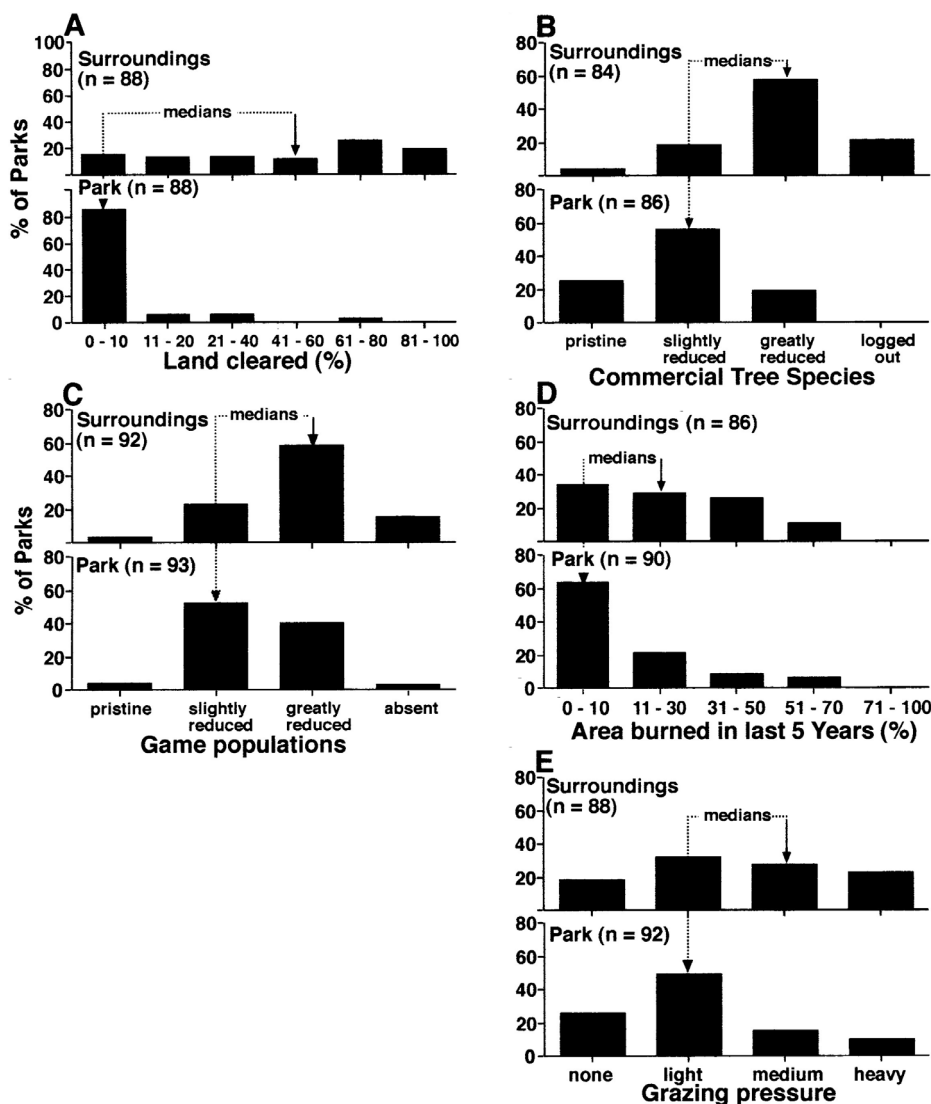 A
100
80
60
40
20
Surroundings
(n = 88)
medians
Park (n = 88)
80
60
40
20
0
% of Parks
0 - 10 11 - 20 21 - 40 41 - 60 61 - 80 81 - 100
Land cleared (%)
B
80
60
40
20
Surroundings
(n = 84)
medians
Park (n = 86)
80
60
40
20
0
pristine slightly reduced greatly reduced logged out
Commercial Tree Species
C
80
60
40
20
Surroundings
(n = 92)
medians
Park (n = 93)
80
60
40
20
0
% of Parks
pristine slightly reduced greatly reduced absent
Game populations
D
80
60
40
20
Surroundings (n = 86)
medians
Park (n = 90)
80
60
40
20
0
0 - 10 11 - 30 31 - 50 51 - 70 71 - 100
Area burned in last 5 Years (%)
E
80
60
40
20
Surroundings
(n = 88)
medians
Park (n = 92)
80
60
40
20
0
none light medium heavy
Grazing pressure